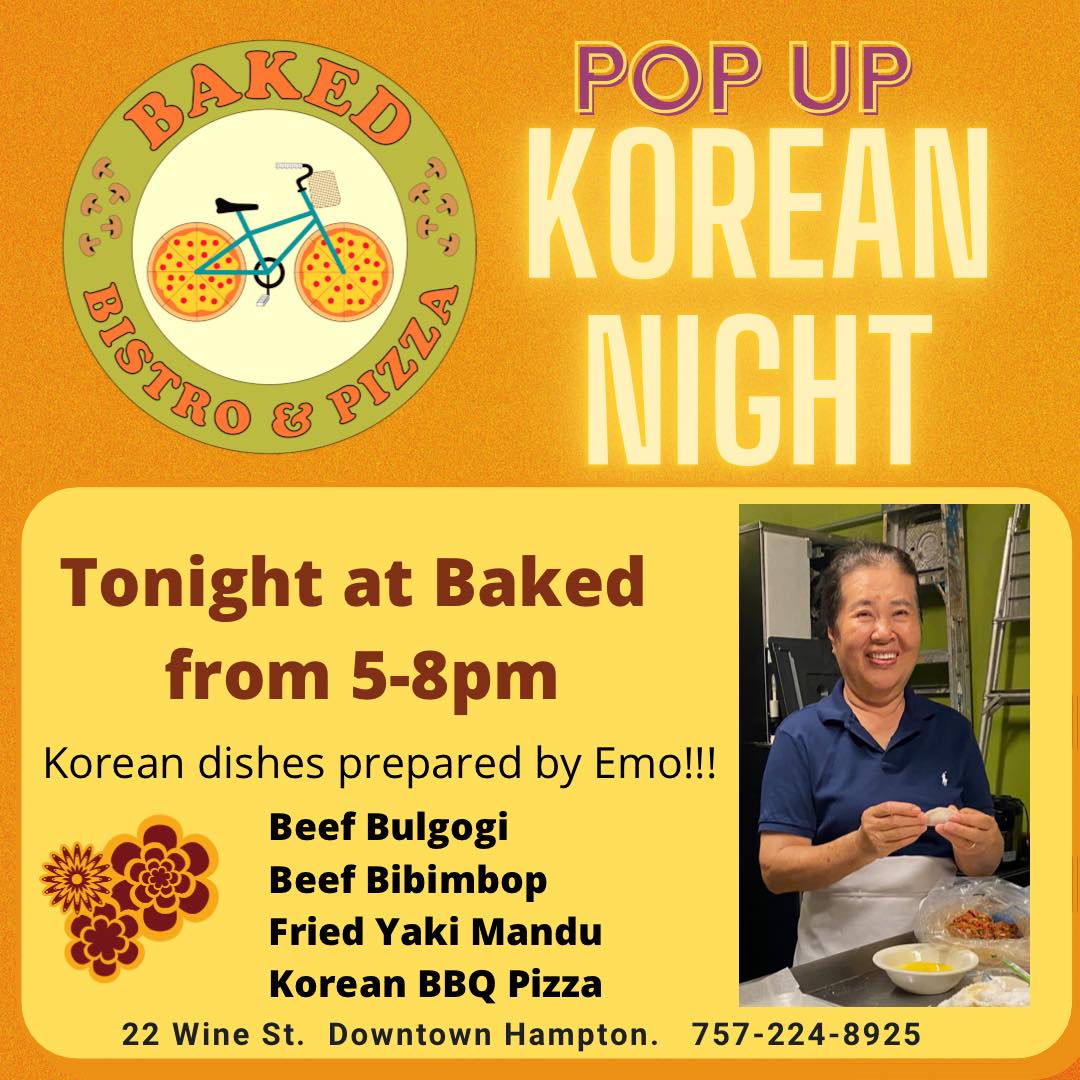 BAKED
BISTRO & PIZZA
POP UP
KOREAN
NIGHT
Tonight at Baked
from 5-8pm
Korean dishes prepared by Emo!!!
Beef Bulgogi
Beef Bibimbop
Fried Yaki Mandu
Korean BBQ Pizza
22 Wine St. Downtown Hampton. 757-224-8925